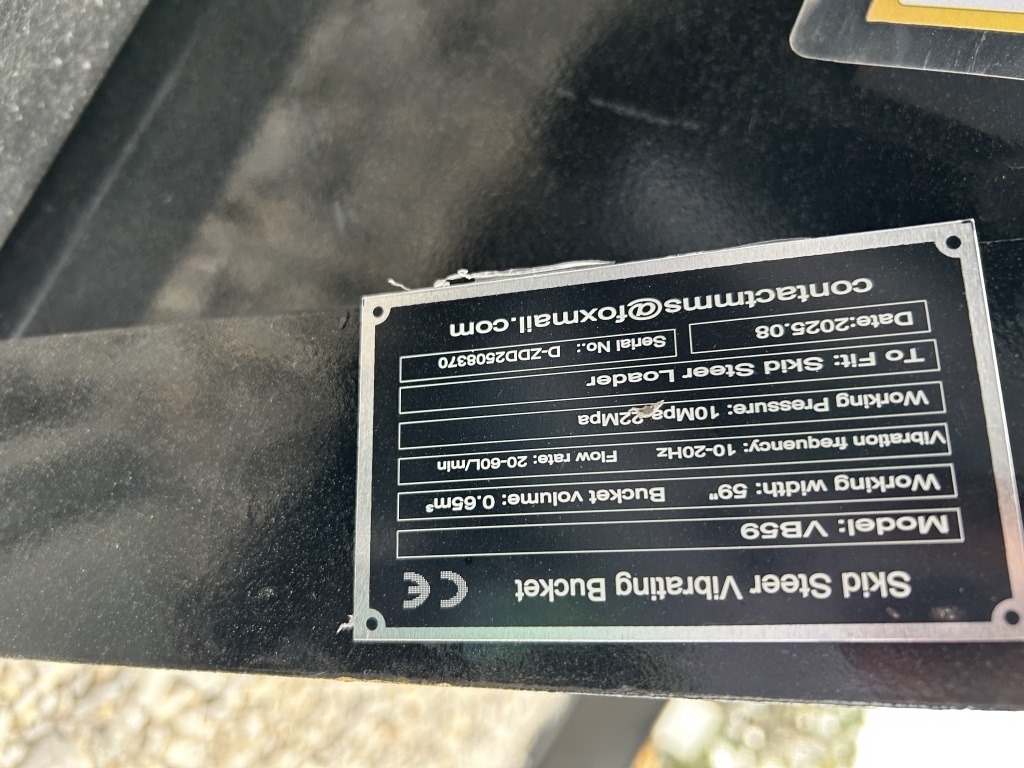 Skid Steer Vibrating Bucket CE
Model: VB59
Working width: 59" Bucket volume: 0.65m³
Vibration frequency: 10-20Hz Flow rate: 20-60L/min
Working Pressure: 10Mpa-22Mpa
To Fit: Skid Steer Loader
Date:2025.08 Serial No.: D-ZDD2508370
contactmms@foxmail.com